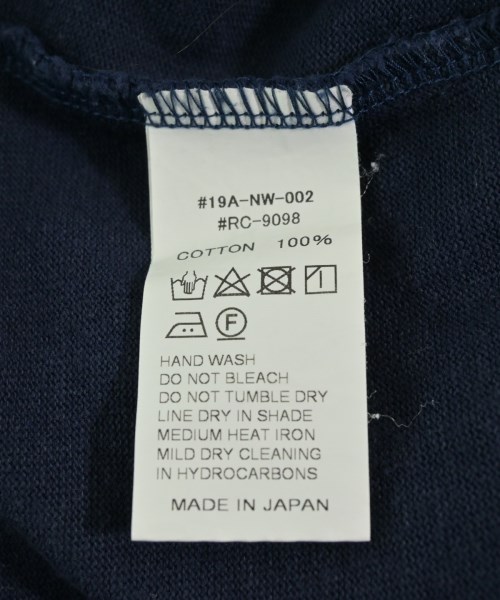 #19A-NW-002
#RC-9098
COTTON 100%
F
HAND WASH
DO NOT BLEACH
DO NOT TUMBLE DRY
LINE DRY IN SHADE
MEDIUM HEAT IRON
MILD DRY CLEANING
IN HYDROCARBONS
MADE IN JAPAN